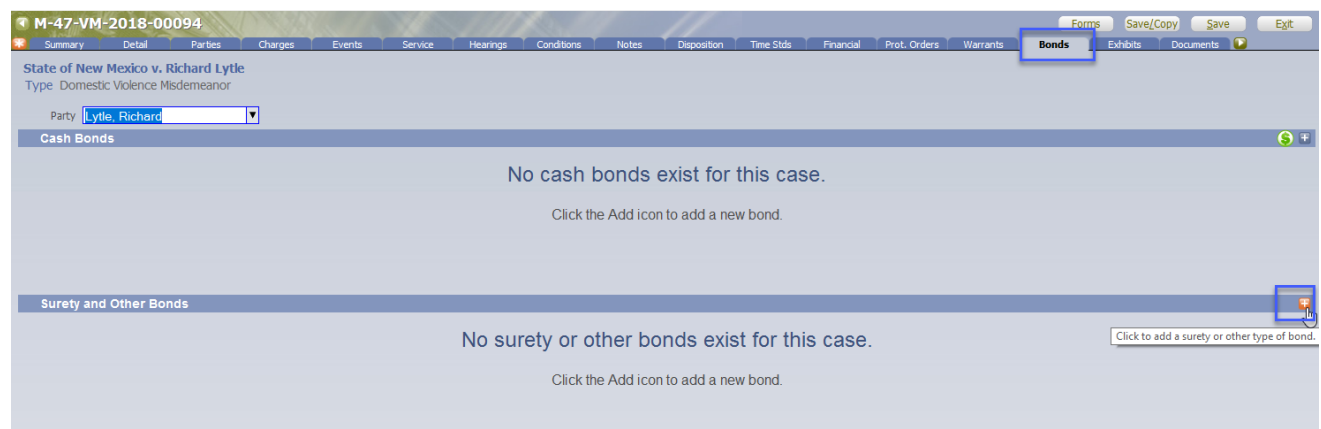 M-47-VM-2018-00094
Forms Save/Copy Save Exit
Summary Detail Parties Charges Events Service Hearings Conditions Notes Disposition Time Stds Financial Prot. Orders Warrants Bonds Exhibits Documents
State of New Mexico v. Richard Lytle
Type Domestic Violence Misdemeanor
Party Lytle, Richard
Cash Bonds
No cash bonds exist for this case.
Click the Add icon to add a new bond.
Surety and Other Bonds
No surety or other bonds exist for this case.
Click to add a surety or other type of bond.
Click the Add icon to add a new bond.